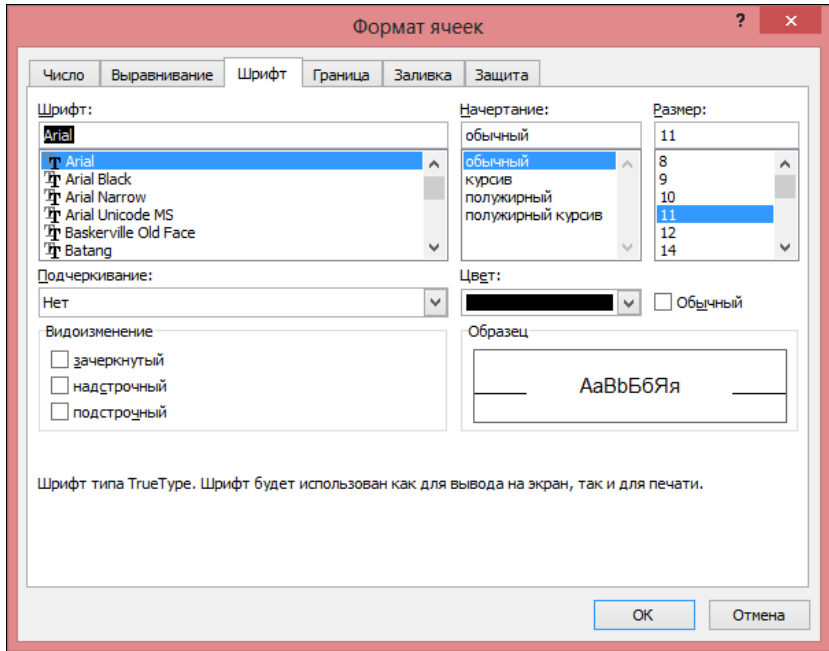 Формат ячеек ?
Число Выравнивание Шрифт Граница Заливка Защита
Шрифт: Начертание: Размер:
Arial обычный 11
Arial обычный 8
Arial Black курсив 9
Arial Narrow полужирный 10
Arial Unicode MS полужирный курсив 11
Baskerville Old Face 12
Batang 14
Подчеркивание: Цвет:
Нет Обычный
Видоизменение Образец
зачеркнутый
надстрочный АаBbБбЯя
подстрочный
Шрифт типа TrueType. Шрифт будет использован как для вывода на экран, так и для печати.
ОК Отмена